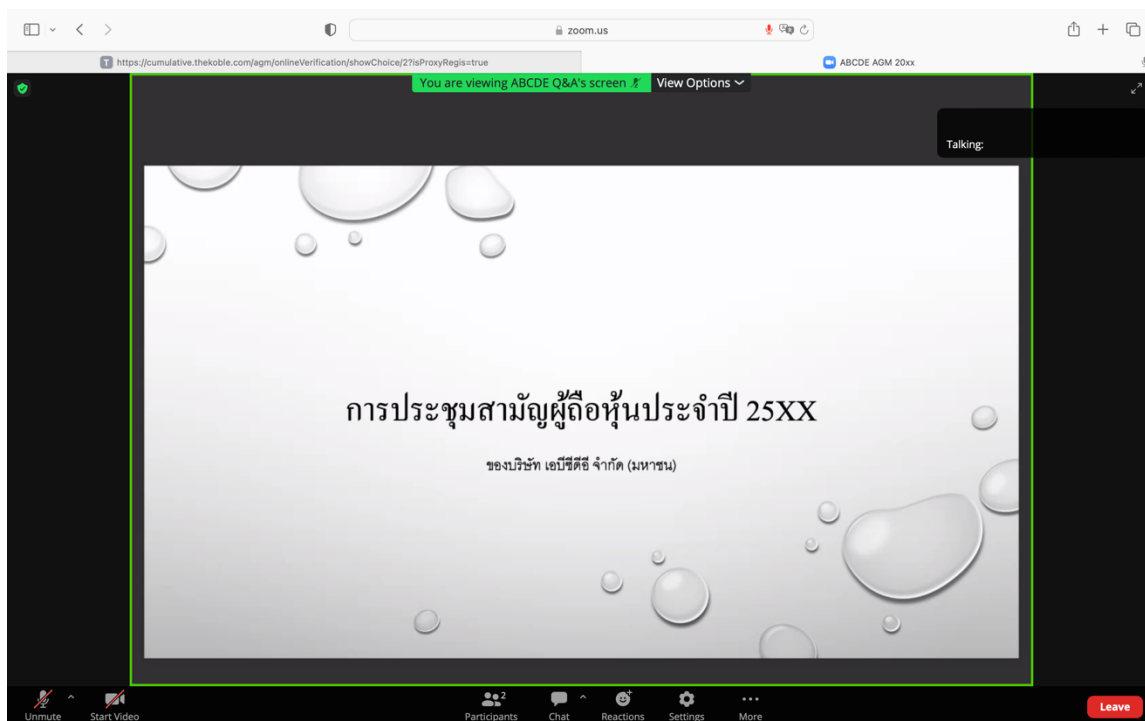 zoom.us
T https://cumulative.thekoble.com/agm/onlineVerification/showChoice/2?isProxyRegis=true
ABCDE AGM 20xx
You are viewing ABCDE Q&A's screen
View Options
Talking:
การประชุมสามัญผู้ถือหุ้นประจำปี 25XX
ของบริษัท เอบีซีดีอี จำกัด (มหาชน)
Unmute
Start Video
2
Participants
Chat
Reactions
Settings
More
Leave